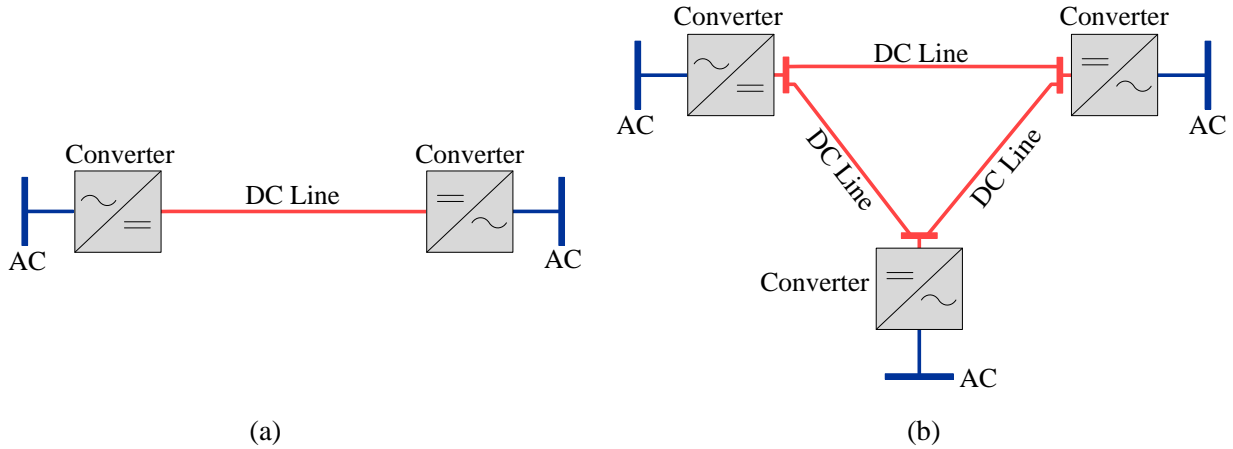 Converter
DC Line
Converter
AC
AC
(a)
Converter
DC Line
Converter
AC
AC
DC Line
DC Line
Converter
AC
(b)